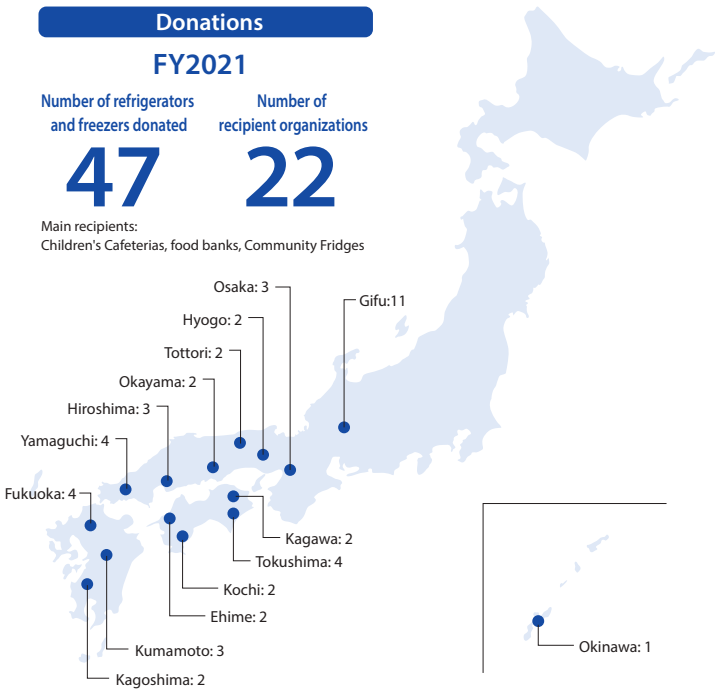 Donations
FY2021
Number of refrigerators
and freezers donated
47
Number of
recipient organizations
22
Main recipients:
Children's Cafeterias, food banks, Community Fridges
Osaka: 3
Gifu:11
Hyogo: 2
Tottori: 2
Okayama: 2
Hiroshima: 3
Yamaguchi: 4
Fukuoka: 4
Kagawa: 2
Tokushima: 4
Kochi: 2
Ehime: 2
Kumamoto: 3
Kagoshima: 2
Okinawa: 1